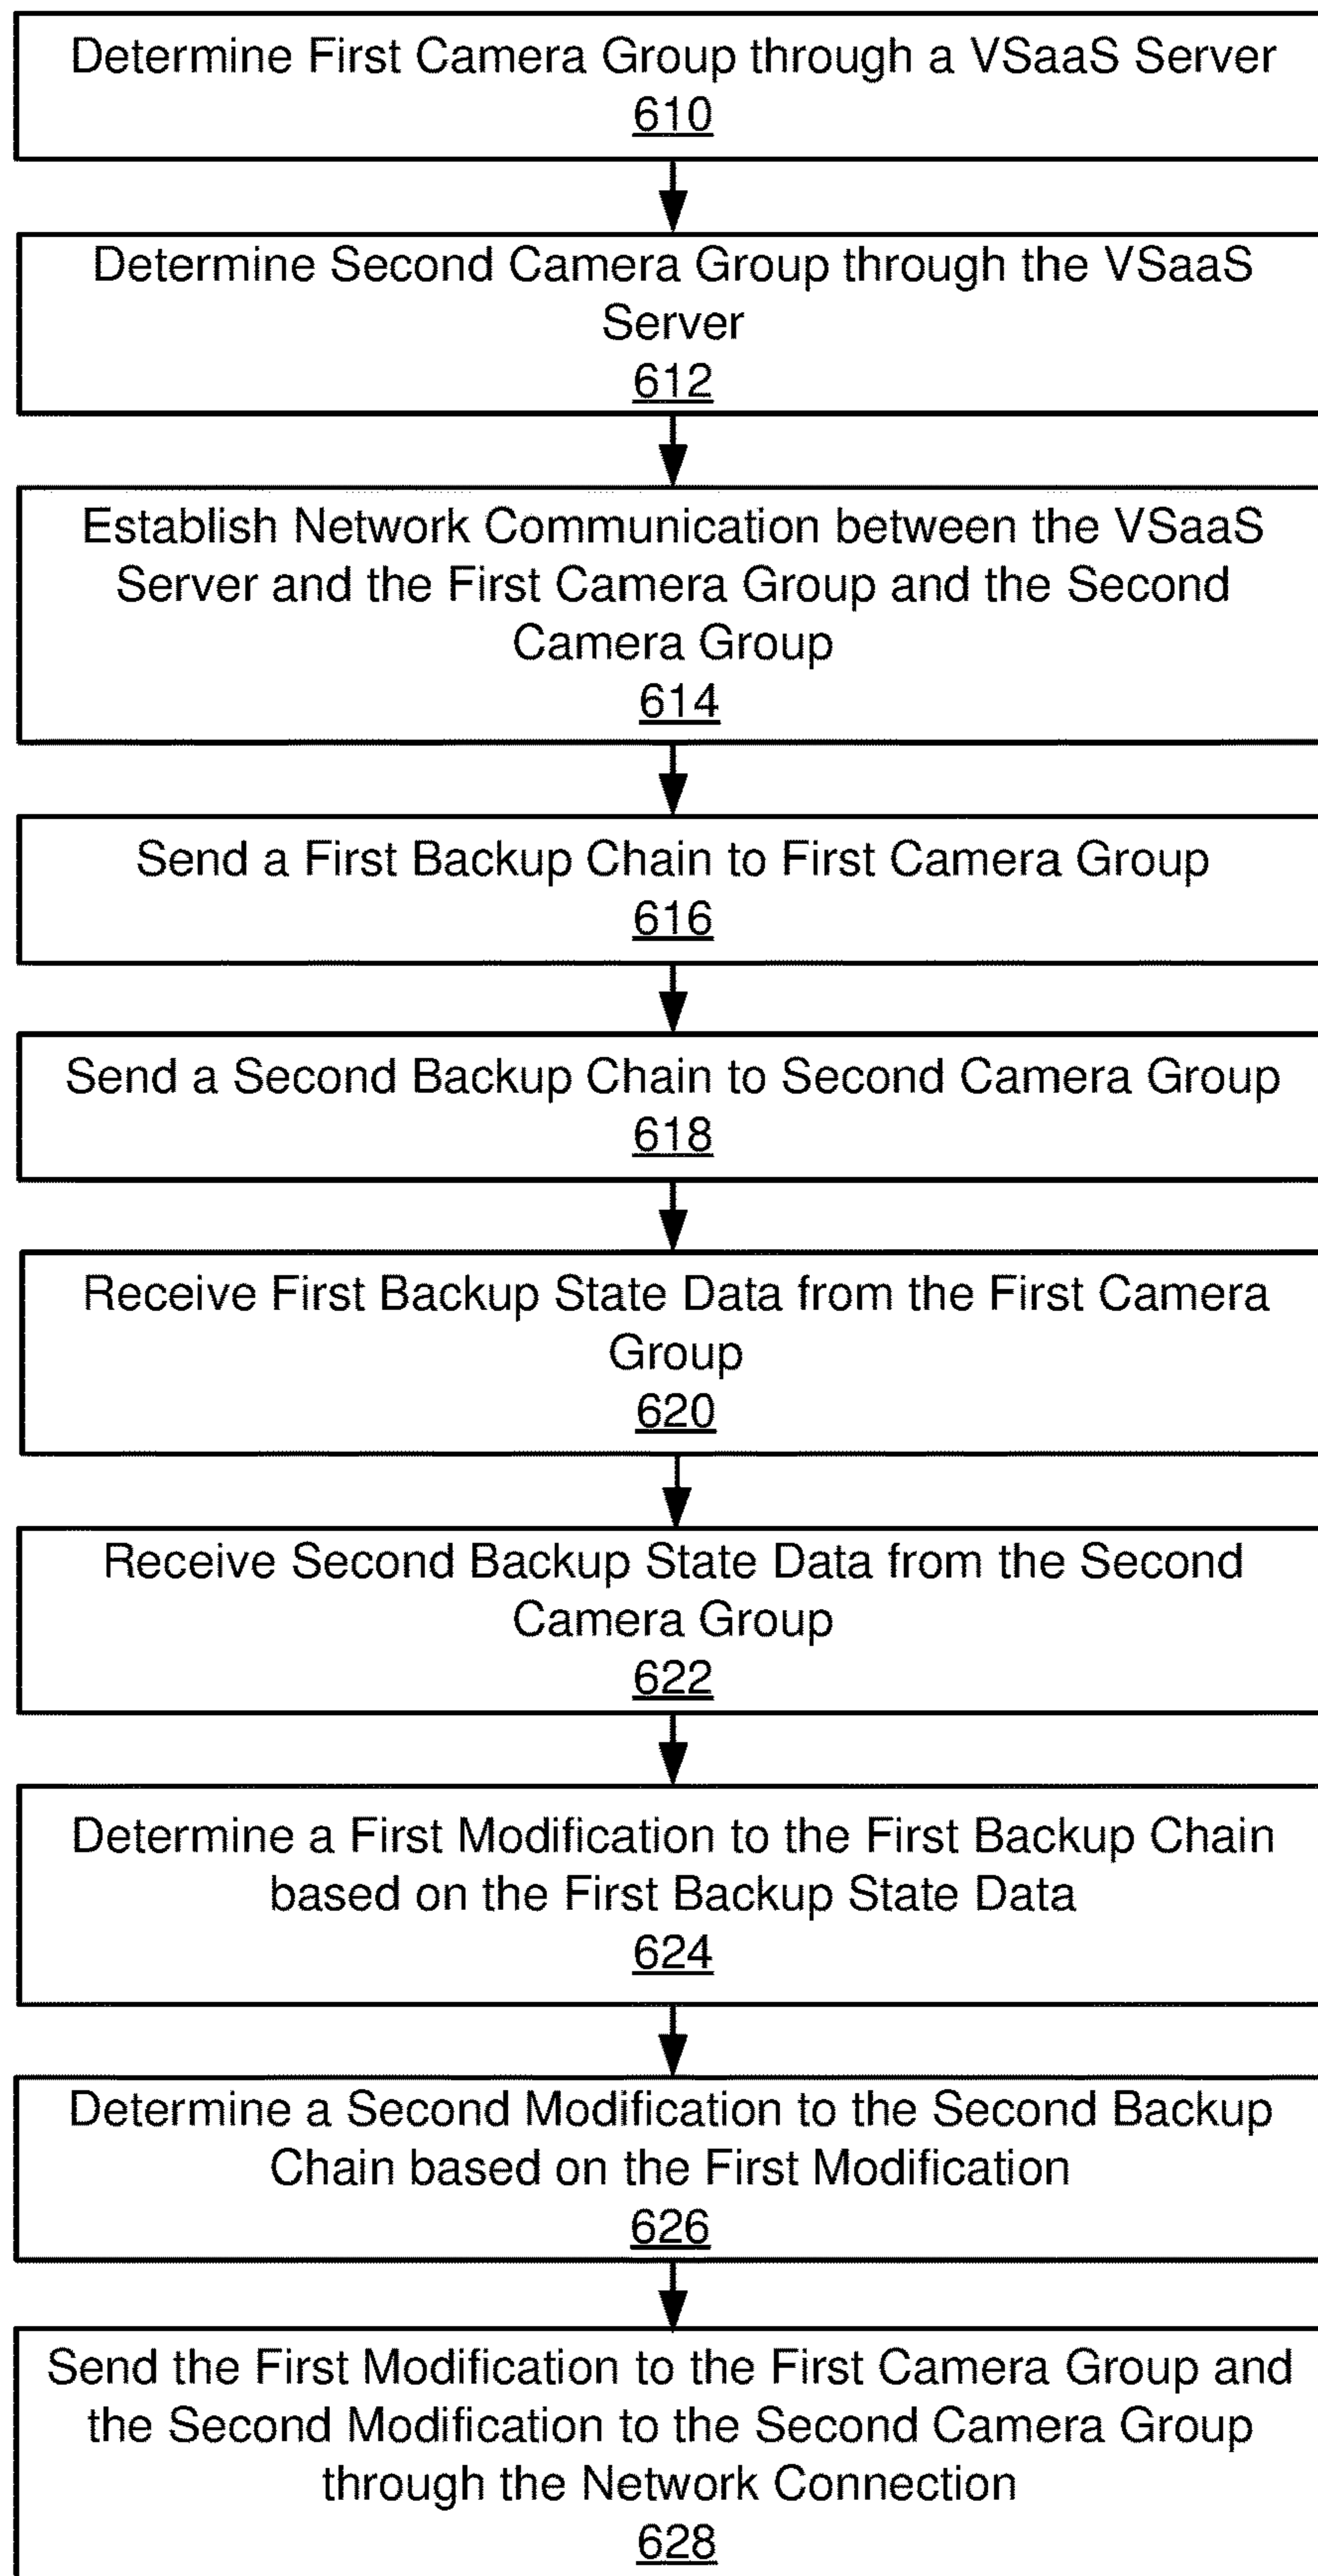 Determine First Camera Group through a VSaaS Server
610
Determine Second Camera Group through the VSaaS
Server
612
Establish Network Communication between the VSaaS
Server and the First Camera Group and the Second
Camera Group
614
Send a First Backup Chain to First Camera Group
616
Send a Second Backup Chain to Second Camera Group
618
Receive First Backup State Data from the First Camera
Group
620
Receive Second Backup State Data from the Second
Camera Group
622
Determine a First Modification to the First Backup Chain
based on the First Backup State Data
624
Determine a Second Modification to the Second Backup
Chain based on the First Modification
626
Send the First Modification to the First Camera Group and
the Second Modification to the Second Camera Group
through the Network Connection
628